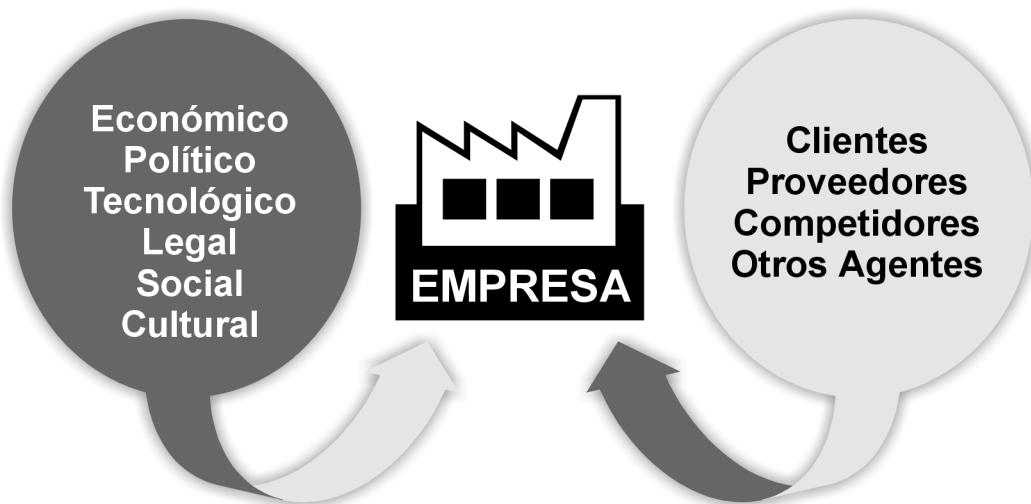 Económico
Político
Tecnológico
Legal
Social
Cultural
EMPRESA
Clientes
Proveedores
Competidores
Otros Agentes